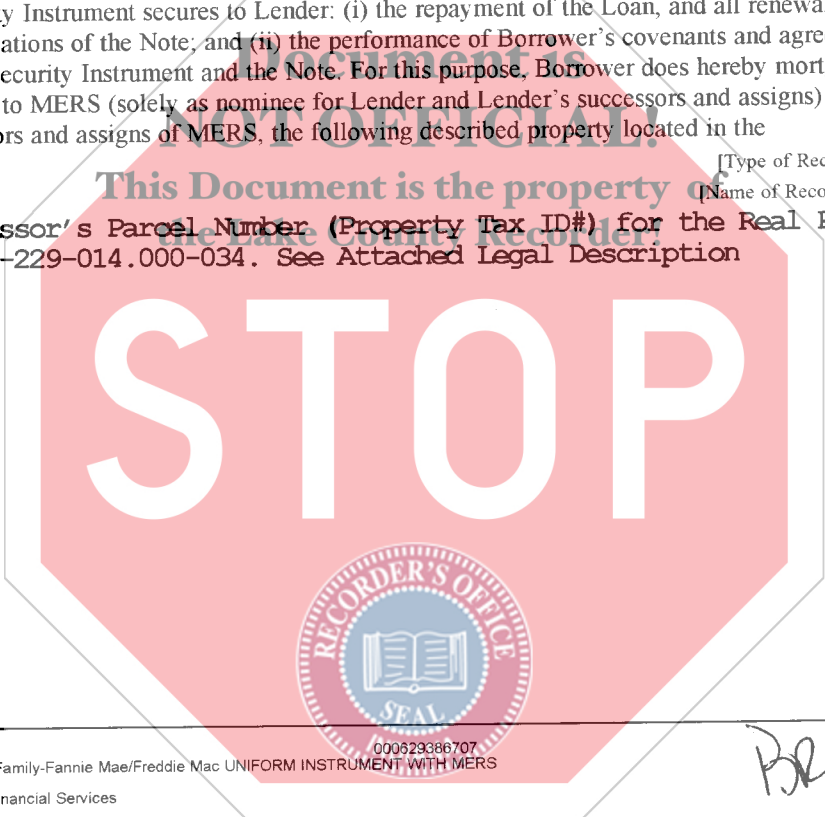 y Instrument secures to Lender: (i) the repayment of the Loan, and all renewa
ations of the Note; and (ii) the performance of Borrower's covenants and agre
ecurity Instrument and the Note. For this purpose, Borrower does hereby mort
to MERS (solely as nominee for Lender and Lender's successors and assigns)
ors and assigns of MERS, the following described property located in the
[Type of Rec
[Name of Reco
ssor's Parcel Number (Property Tax ID#) for the Real P
-229-014.000-034. See Attached Legal Description
Document is
NOT OFFICIAL!
This Document is the property of
the Lake County Recorder!
STOP
RECORDER'S OFFICE
SEAL
000629386707
Family-Fannie Mae/Freddie Mac UNIFORM INSTRUMENT WITH MERS
nancial Services
BR